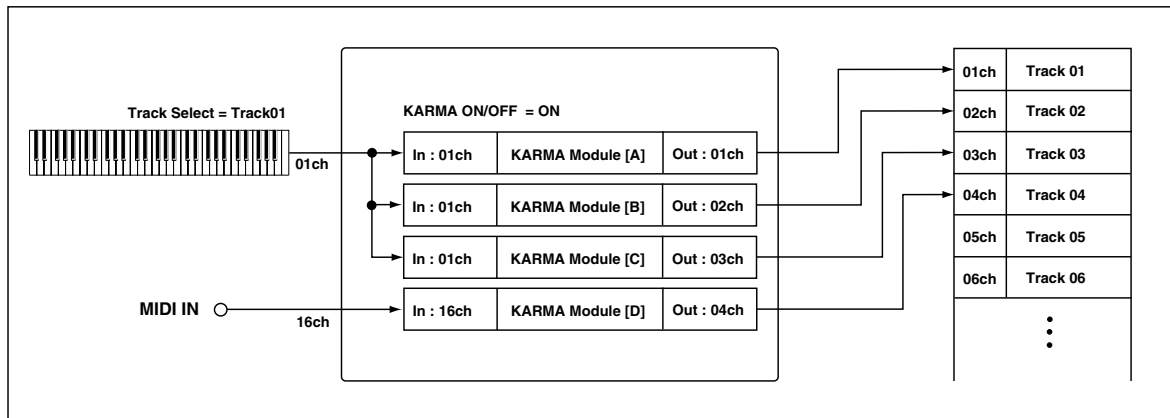 Track Select = Track01
01ch
KARMA ON/OFF = ON
In : 01ch KARMA Module [A] Out : 01ch
In : 01ch KARMA Module [B] Out : 02ch
In : 01ch KARMA Module [C] Out : 03ch
MIDI IN
16ch
In : 16ch KARMA Module [D] Out : 04ch
01ch Track 01
02ch Track 02
03ch Track 03
04ch Track 04
05ch Track 05
06ch Track 06